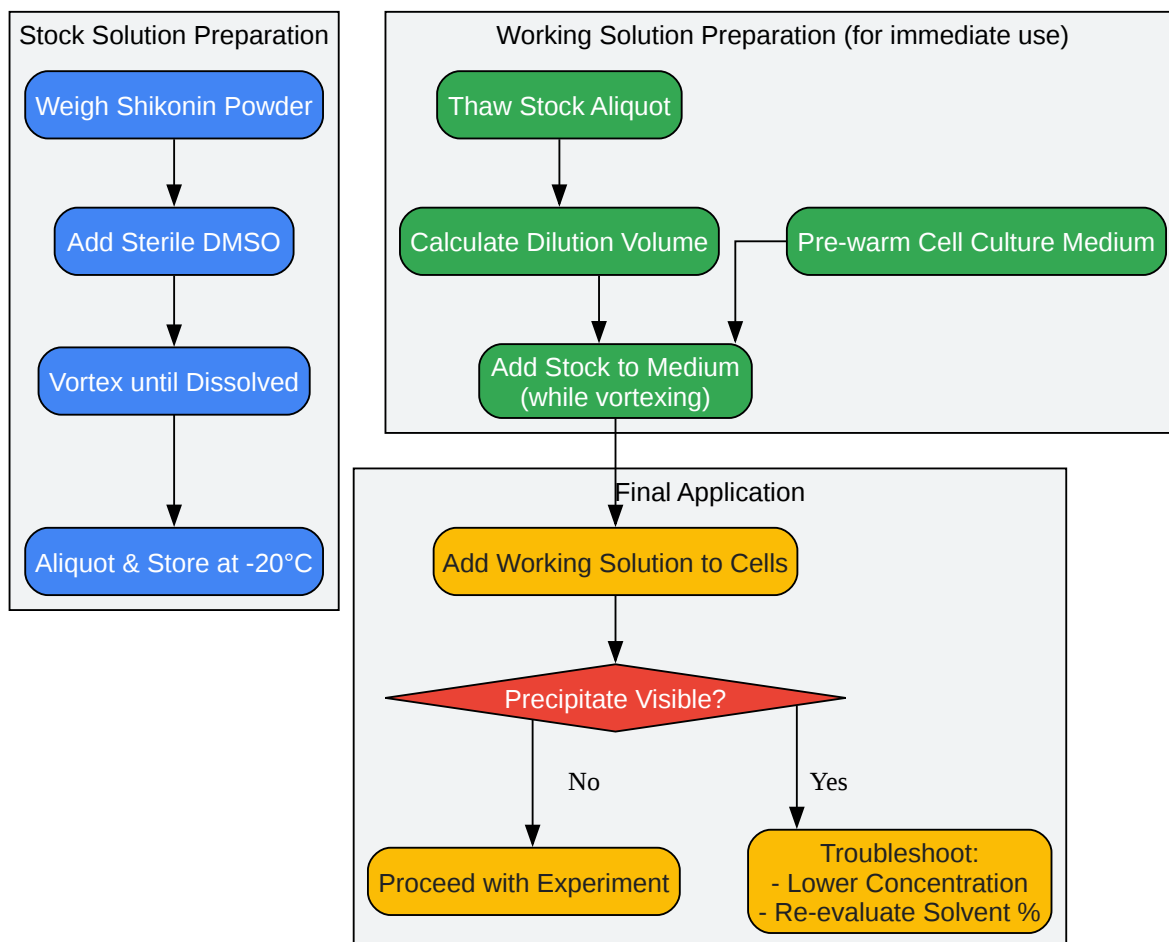 Stock Solution Preparation
Weigh Shikonin Powder
Add Sterile DMSO
Vortex until Dissolved
Aliquot & Store at -20°C
Working Solution Preparation (for immediate use)
Thaw Stock Aliquot
Calculate Dilution Volume
Pre-warm Cell Culture Medium
Add Stock to Medium
(while vortexing)
Final Application
Add Working Solution to Cells
Precipitate Visible?
No
Yes
Proceed with Experiment
Troubleshoot:
- Lower Concentration
- Re-evaluate Solvent %